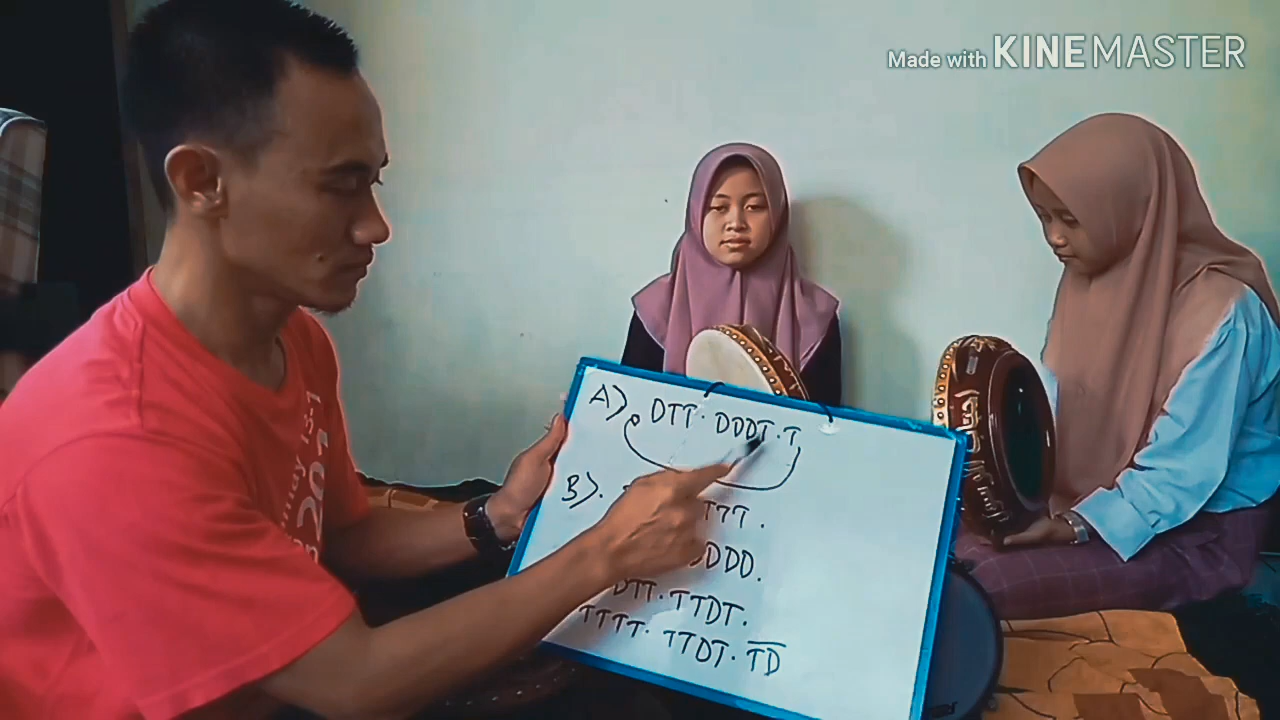 Made with KINEMASTER
A). DTT. DDDT. T
B).
TTT.
DDD.
DTT. TTDT.
TTTT. TTDT. TD